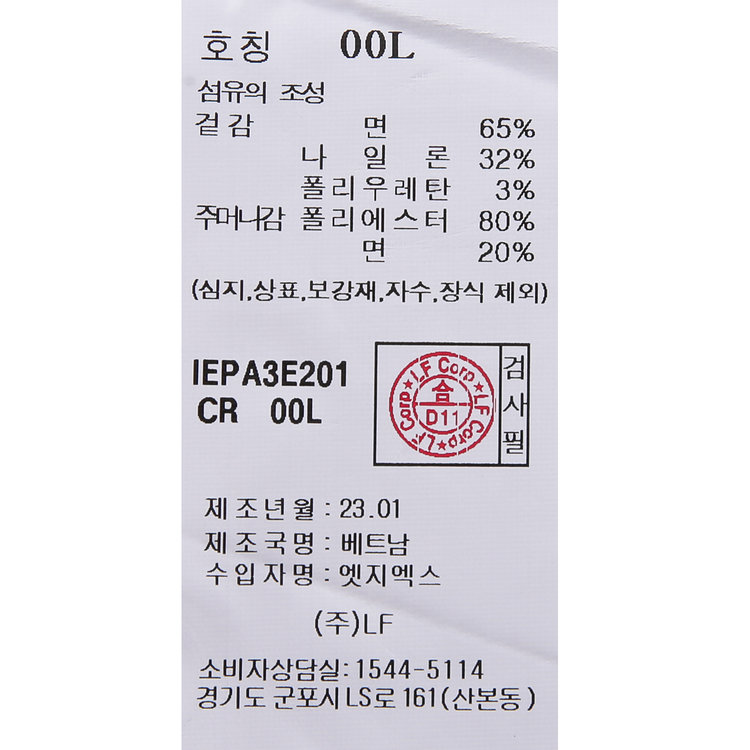 호칭 00L
섬유의 조성
겉감 면 65%
나일론 32%
폴리우레탄 3%
주머니감 폴리에스터 80%
면 20%
(심지,상표,보강재,자수,장식 제외)
IEPA3E201
CR 00L
LF Corp★LF Corp★LF Corp★
合
D11
검사필
제조년월 : 23.01
제조국명 : 베트남
수입자명 : 엣지엑스
(주)LF
소비자상담실: 1544-5114
경기도 군포시 LS로 161(산본동)